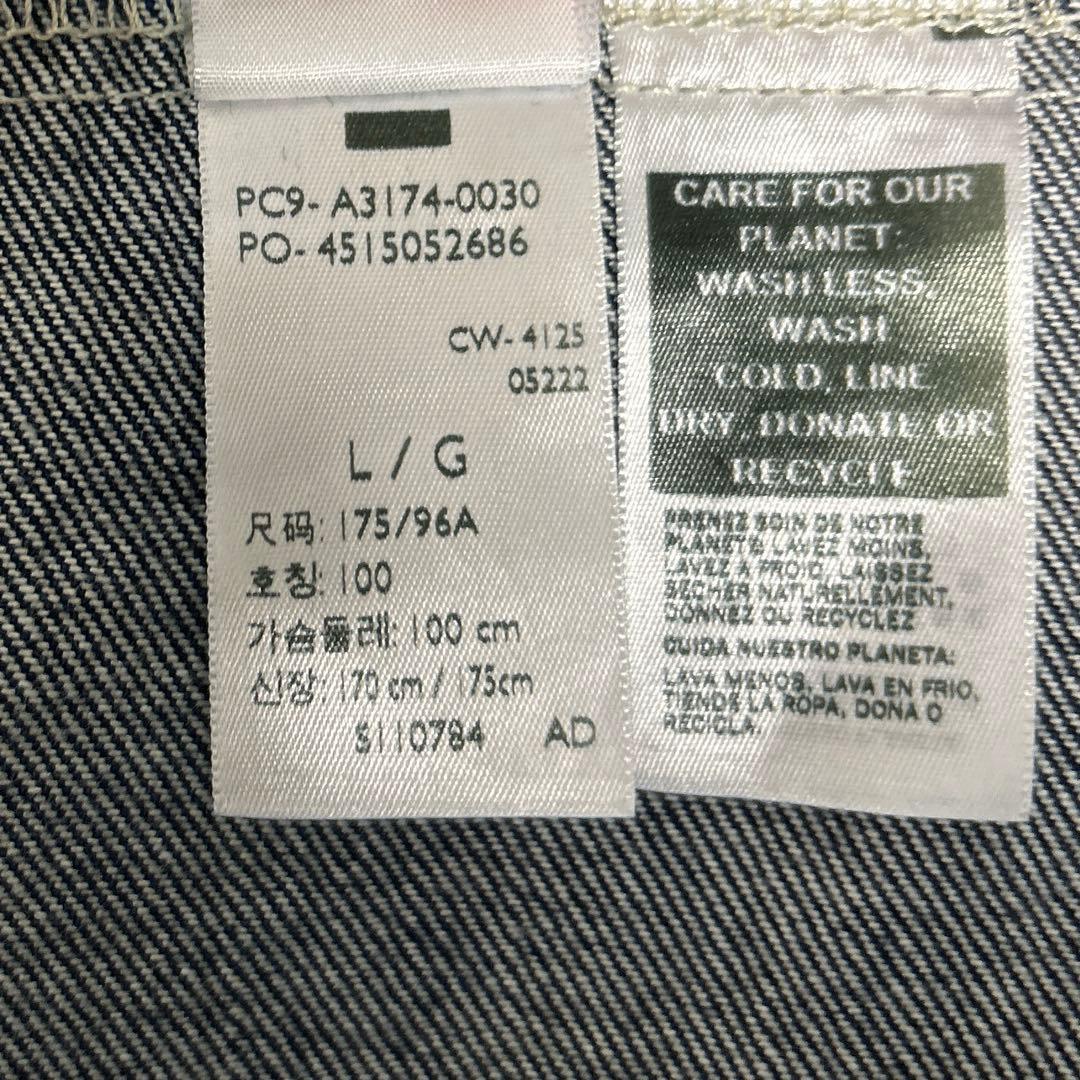 PC9- A3174-0030
PO- 4515052686
CW- 4125
05222
L / G
尺码: 175/96A
호칭: 100
가슴둘레: 100 cm
신장: 170 cm / 175cm
S110784 AD
CARE FOR OUR
PLANET:
WASH LESS,
WASH
COLD, LINE
DRY, DONATE OR
RECYCLE
PRENEZ SOIN DE NOTRE
PLANÈTE LAVEZ MOINS,
LAVEZ À FROID, LAISSEZ
SÉCHER NATURELLEMENT,
DONNEZ OU RECYCLEZ
CUIDA NUESTRO PLANETA:
LAVA MENOS, LAVA EN FRIO,
TIENDE LA ROPA, DONA O
RECICLA.